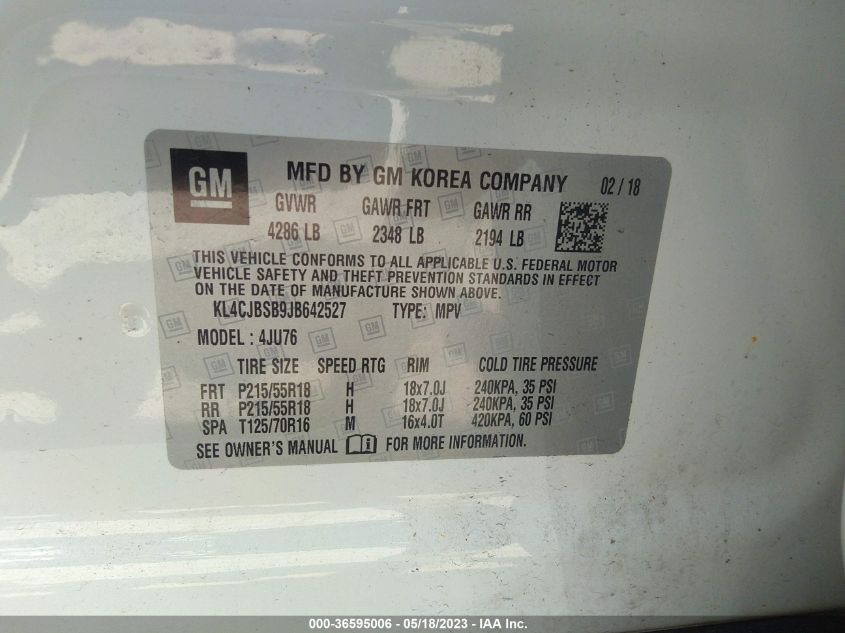 GM MFD BY GM KOREA COMPANY 02 / 18
GVWR GAWR FRT GAWR RR
4286 LB 2348 LB 2194 LB
THIS VEHICLE CONFORMS TO ALL APPLICABLE U.S. FEDERAL MOTOR
VEHICLE SAFETY AND THEFT PREVENTION STANDARDS IN EFFECT
ON THE DATE OF MANUFACTURE SHOWN ABOVE.
KL4CJBSB9JB642527 TYPE: MPV
MODEL : 4JU76
TIRE SIZE SPEED RTG RIM COLD TIRE PRESSURE
FRT P215/55R18 H 18x7.0J 240KPA, 35 PSI
RR P215/55R18 H 18x7.0J 240KPA, 35 PSI
SPA T125/70R16 M 16x4.0T 420KPA, 60 PSI
SEE OWNER'S MANUAL FOR MORE INFORMATION.
000-36595006 - 05/18/2023 - IAA Inc.